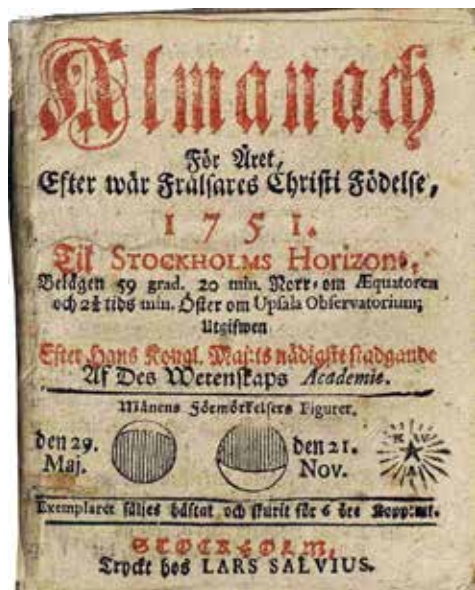 Almanach
För Året,
Efter wår Frälsares Christi Födelse,
1751.
Til STOCKHOLMS Horizont,
Belägen 59 grad. 20 min. Norr-om Æquatoren
och 2½ tids min. Öster om Upsala Observatorium;
Utgifwen
Efter Hans Kongl. Maj:ts nådigste stadgande
Af Des Wetenskaps Academie.
Månens Förmörkelsers Figurer.
den 29. Maj.
den 21. Nov.
Exemplaret säljes häftat och skurit för 6 öre Kopp:mt.
STOCKHOLM,
Tryckt hos LARS SALVIUS.